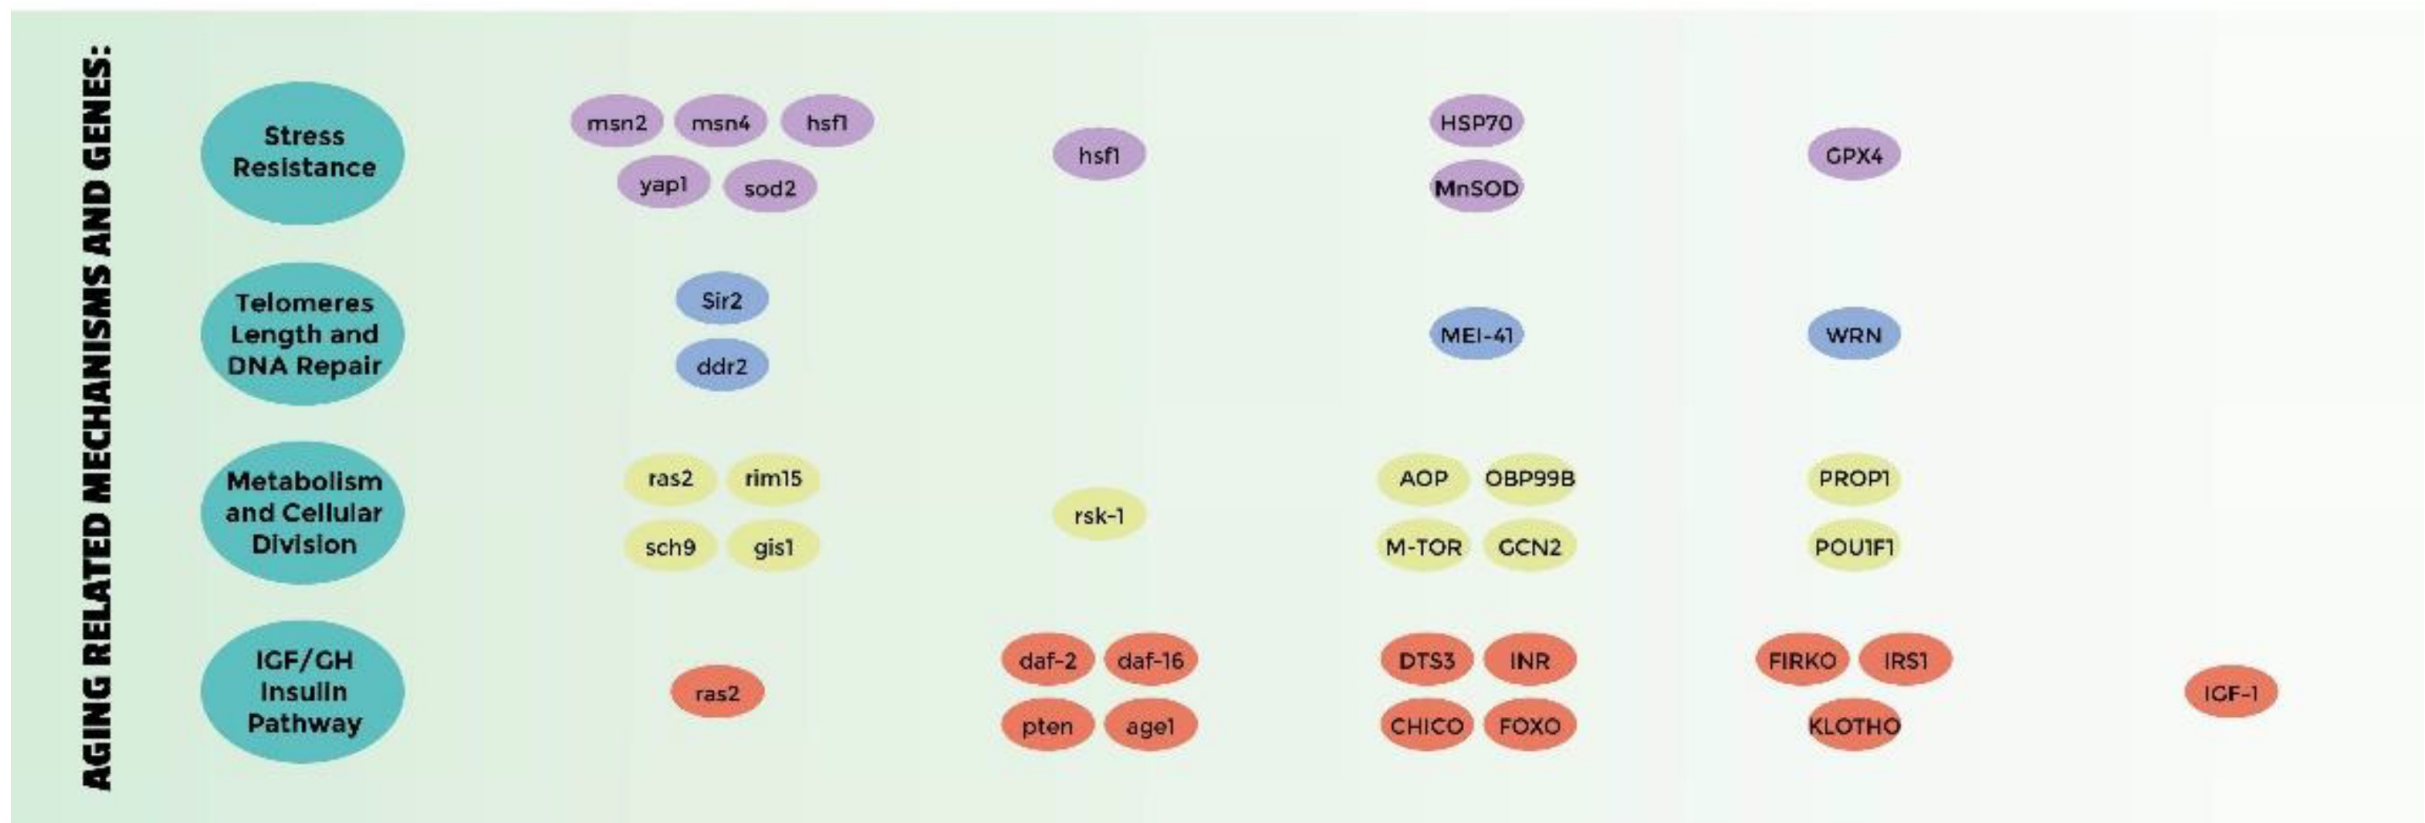 AGING RELATED MECHANISMS AND GENES:
Stress
Resistance
msn2 msn4 hsf1
yap1 sod2
hsf1
HSP70
MnSOD
GPX4
Telomeres
Length and
DNA Repair
Sir2
ddr2
MEI-41
WRN
Metabolism
and Cellular
Division
ras2 rim15
sch9 gis1
rsk-1
AOP OBP99B
M-TOR GCN2
PROP1
POU1F1
IGF/GH
Insulin
Pathway
ras2
daf-2 daf-16
pten age1
DTS3 INR
CHICO FOXO
FIRKO IRS1
KLOTHO
IGF-1